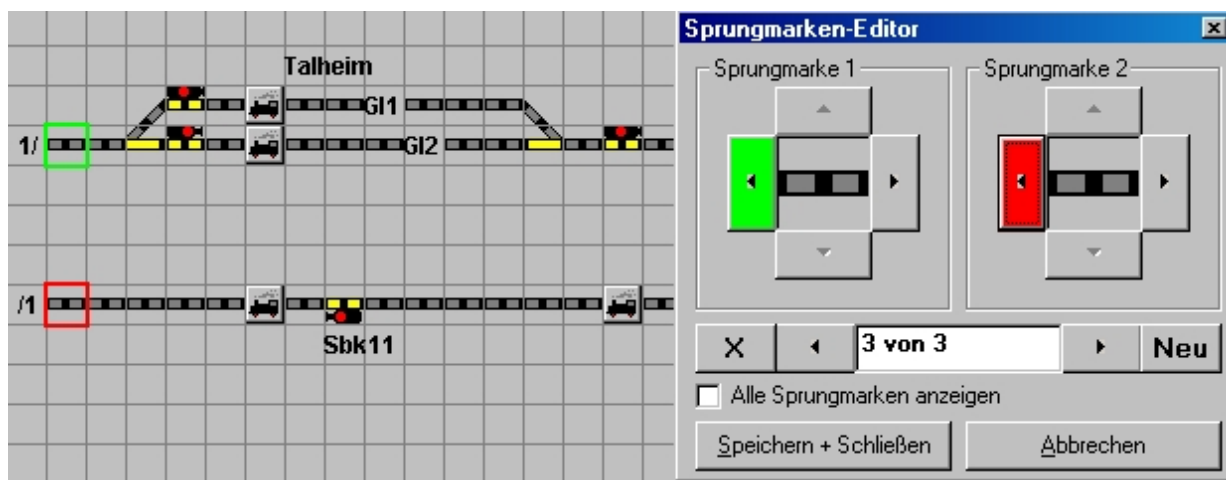 Talheim
Gl1
1/
Gl2
/1
Sbk11
Sprungmarken-Editor
Sprungmarke 1
Sprungmarke 2
X
3 von 3
Neu
Alle Sprungmarken anzeigen
Speichern + Schließen
Abbrechen